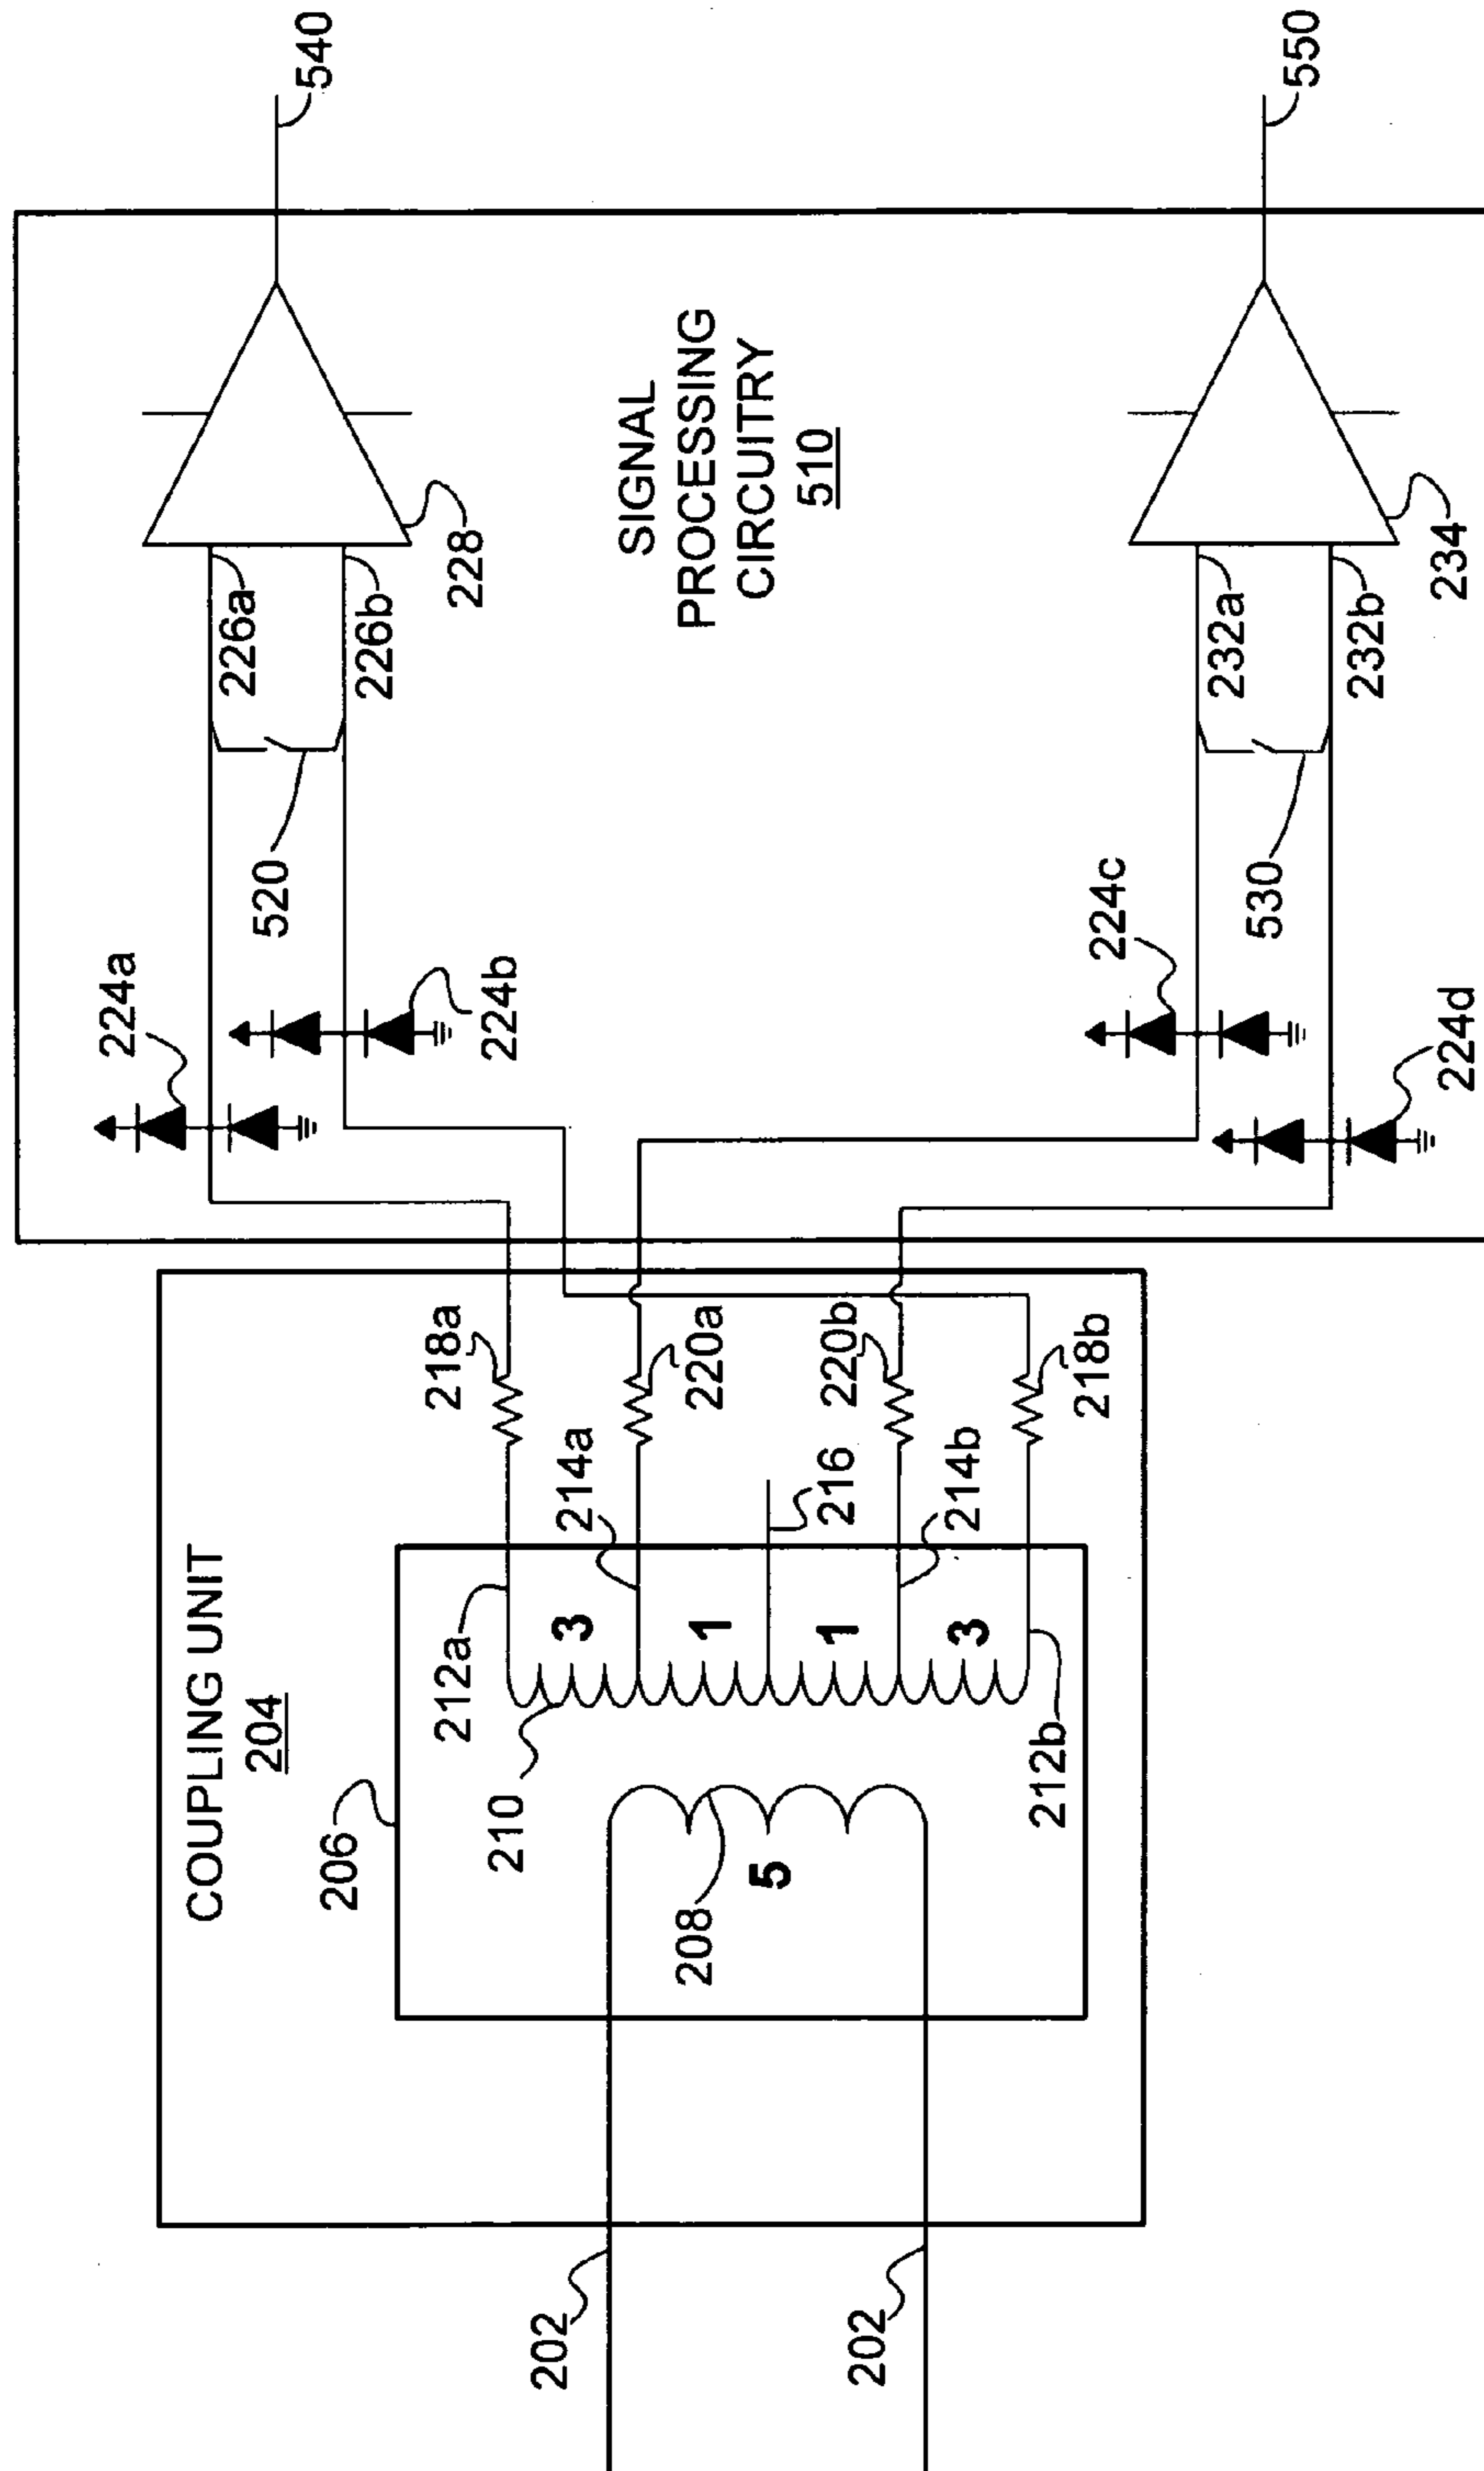 COUPLING UNIT
204
206
202
202
208
5
210
212a
212b
3
1
1
3
214a
214b
216
218a
220a
220b
218b
SIGNAL
PROCESSING
CIRCUITRY
510
224a
224b
520
226a
226b
228
540
224c
224d
530
232a
232b
234
550